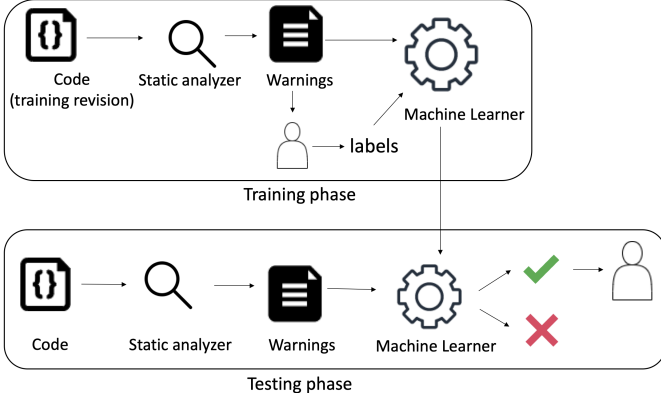 {}
Code
(training revision)
Static analyzer
Warnings
Machine Learner
labels
Training phase
{}
Code
Static analyzer
Warnings
Machine Learner
Testing phase